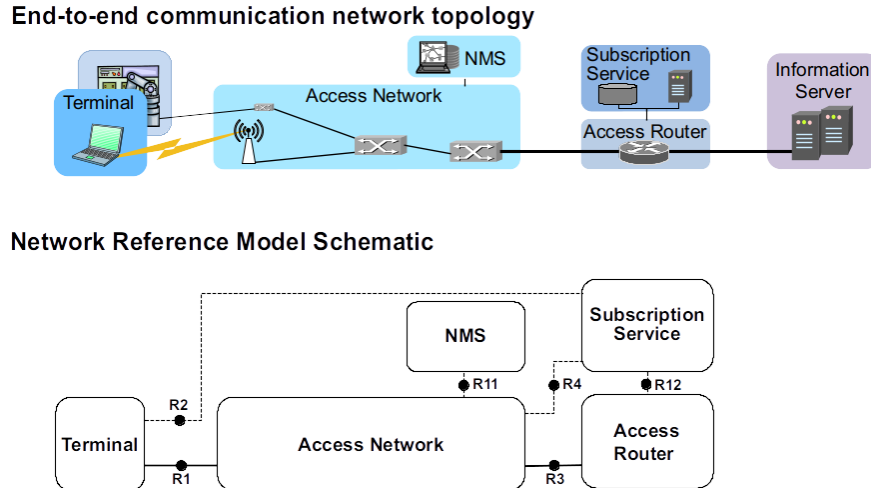 End-to-end communication network topology
NMS
Subscription
Service
Information
Server
Terminal
Access Network
Access Router
Network Reference Model Schematic
Subscription
Service
NMS
R11
R4
R12
R2
Terminal
Access Network
Access
Router
R1
R3